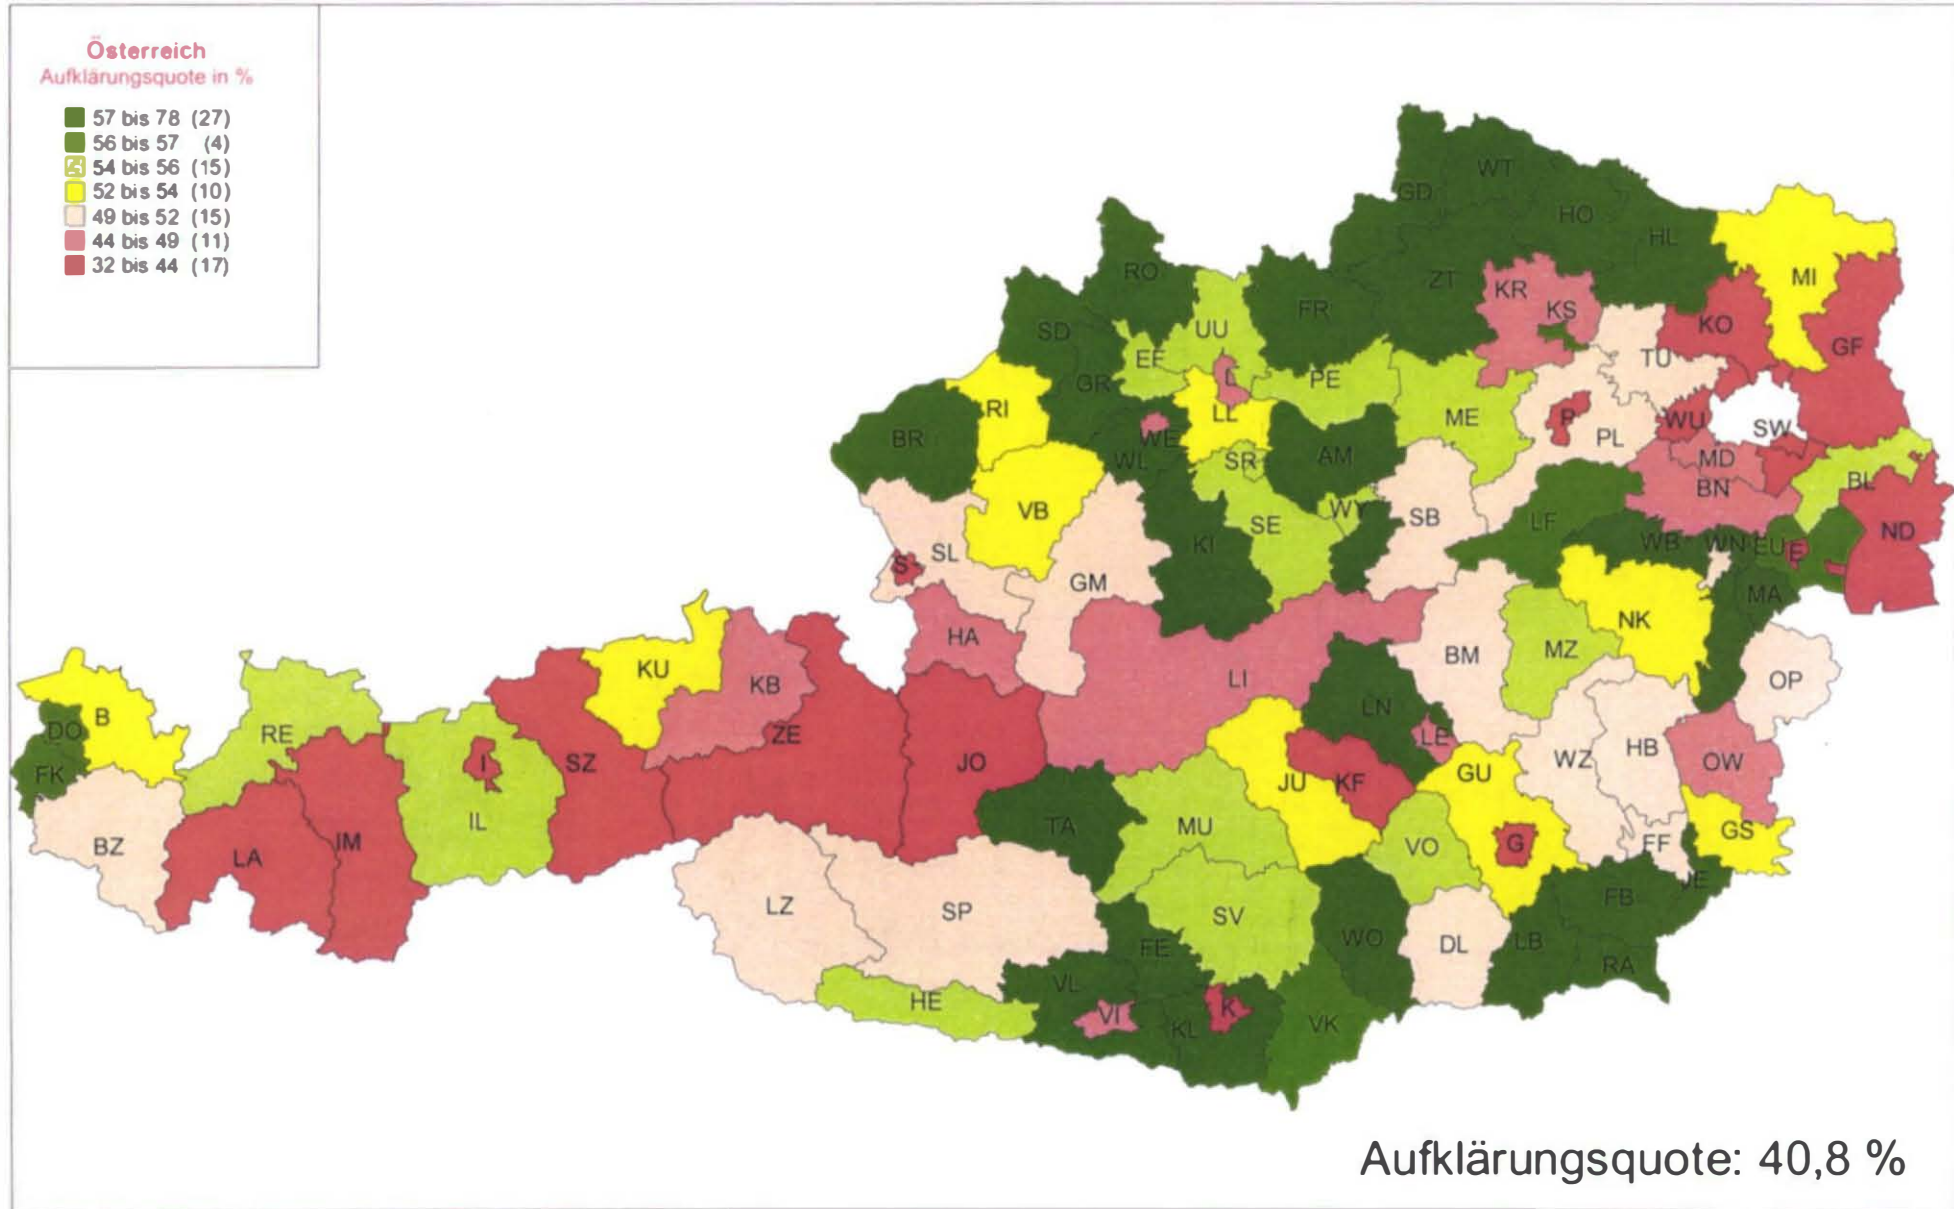 Österreich
Aufklärungsquote in %
57 bis 78 (27)
56 bis 57 (4)
54 bis 56 (15)
52 bis 54 (10)
49 bis 52 (15)
44 bis 49 (11)
32 bis 44 (17)
WT
GD
HO
HL
RO
ZT
KR
KS
MI
FR
SD
UU
KO
GF
EF
TU
GR
L
PE
RI
LL
ME
P
WU
BR
WE
PL
SW
WL
SR
AM
MD
BL
BN
VB
WY
SB
SE
LF
ND
SL
KI
WB
WN
EU
E
S
GM
MA
NK
HA
BM
MZ
KU
KB
LI
OP
B
LN
DO
RE
ZE
LE
SZ
JO
WZ
HB
OW
FK
I
JU
KF
GU
IL
TA
MU
GS
BZ
LA
IM
VO
G
FF
JE
LZ
SP
SV
FB
WO
DL
LB
FE
RA
VL
HE
VI
K
KL
VK
Aufklärungsquote: 40,8 %